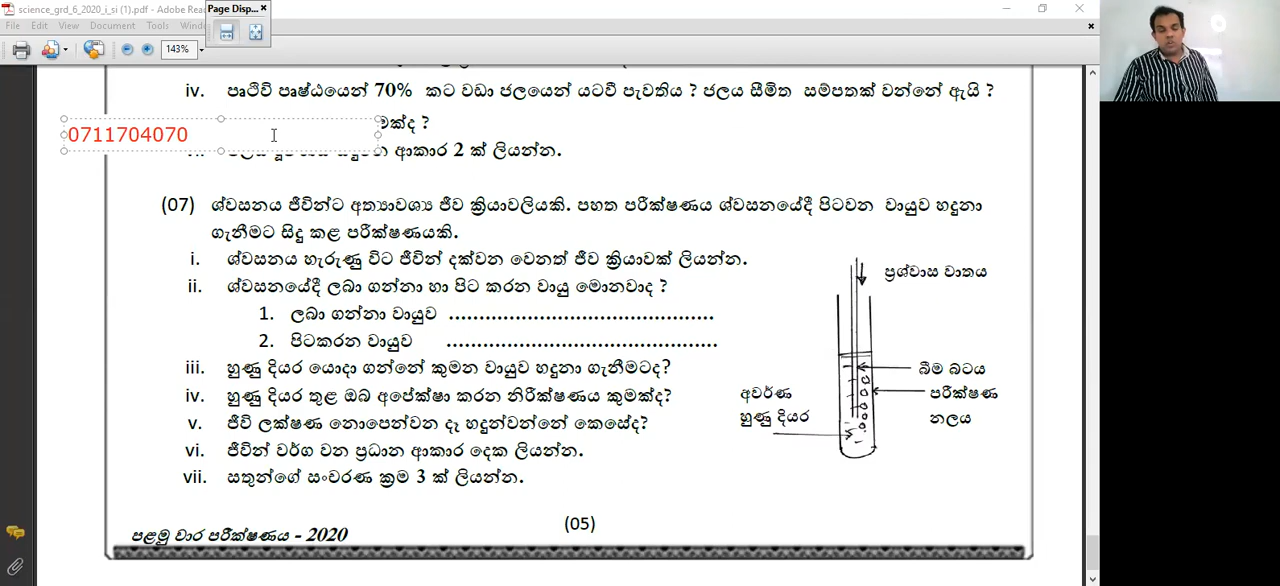 science_grd_6_2020_i_si (1).pdf - Adobe Rea
Page Disp...
File Edit View Document Tools Window
143%
iv. පෘථිවි පෘෂ්ඨයෙන් 70% කට වඩා ජලයෙන් යටවී පැවතිය ? ජලය සීමිත සම්පතක් වන්නේ ඇයි ?
මක්ද ?
0711704070
ආකාර 2 ක් ලියන්න.
(07) ශ්වසනය ජීවින්ට අත්‍යාවශ්‍ය ජීව ක්‍රියාවලියකි. පහත පරීක්ෂණය ශ්වසනයේදී පිටවන වායුව හදුනා
ගැනීමට සිදු කළ පරීක්ෂණයකි.
i. ශ්වසනය හැරුණු විට ජීවින් දක්වන වෙනත් ජීව ක්‍රියාවක් ලියන්න.
ii. ශ්වසනයේදී ලබා ගන්නා හා පිට කරන වායු මොනවාද ?
1. ලබා ගන්නා වායුව ............................................
2. පිටකරන වායුව .............................................
iii. හුණු දියර යොදා ගන්නේ කුමන වායුව හදුනා ගැනීමටද?
iv. හුණු දියර තුළ ඔබ අපේක්ෂා කරන නිරීක්ෂණය කුමක්ද?
v. ජීවි ලක්ෂණ නොපෙන්වන දෑ හදුන්වන්නේ කෙසේද?
vi. ජීවින් වර්ග වන ප්‍රධාන ආකාර දෙක ලියන්න.
vii. සතුන්ගේ සංචරණ ක්‍රම 3 ක් ලියන්න.
ප්‍රශ්වාස වාතය
බීම බටය
පරීක්ෂණ
නලය
අවර්ණ
හුණු දියර
(05)
පළමු වාර පරීක්ෂණය - 2020